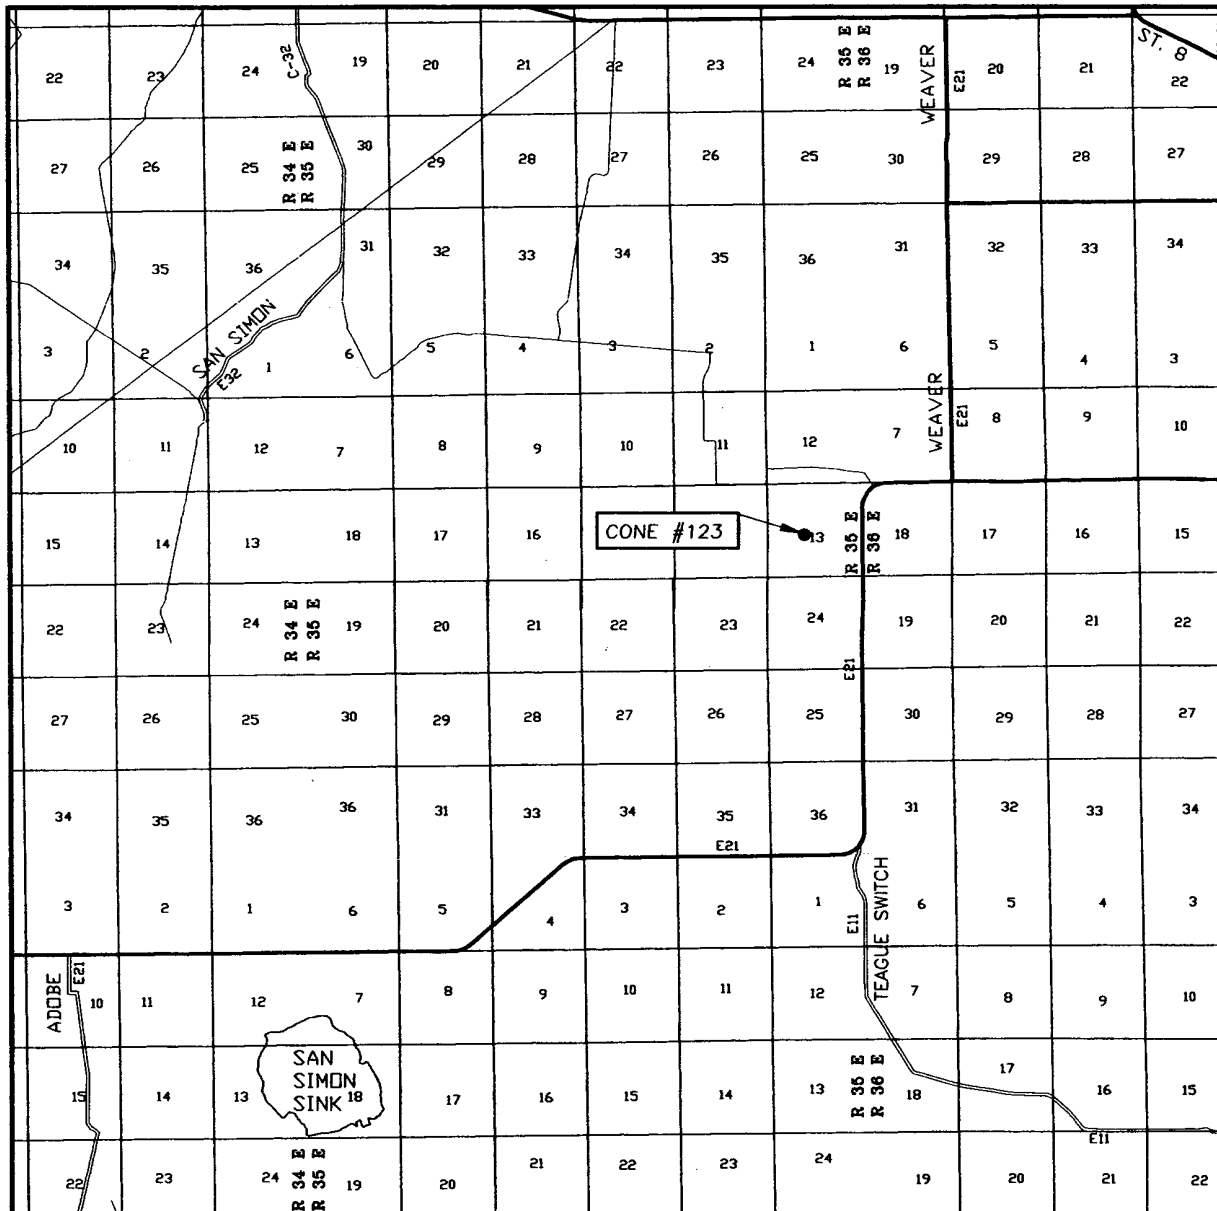 ST. 8
22 23 24 C-32 19 20 21 22 23 24 R 35 E R 36 E 19 WEAVER E21 20 21 22
27 26 25 R 34 E R 35 E 30 29 28 27 26 25 30 29 28 27
34 35 36 31 32 33 34 35 36 31 32 33 34
SAN SIMON
E32
3 2 1 6 5 4 3 2 1 6 5 4 3
10 11 12 7 8 9 10 11 12 7 WEAVER E21 8 9 10
CONE #123
15 14 13 18 17 16 13 R 35 E R 36 E 18 17 16 15
22 23 24 R 34 E R 35 E 19 20 21 22 23 24 19 20 21 22
E21
27 26 25 30 29 28 27 26 25 30 29 28 27
34 35 36 36 31 33 34 35 36 31 32 33 34
E21
3 2 1 6 5 4 3 2 1 E11 TEAGUE SWITCH 6 5 4 3
ADOBE E21 10 11 12 7 8 9 10 11 12 7 8 9 10
SAN
SIMON
SINK
15 14 13 18 17 16 15 14 13 R 35 E R 36 E 18 17 16 15
E11
22 23 24 R 34 E R 35 E 19 20 21 22 23 24 19 20 21 22